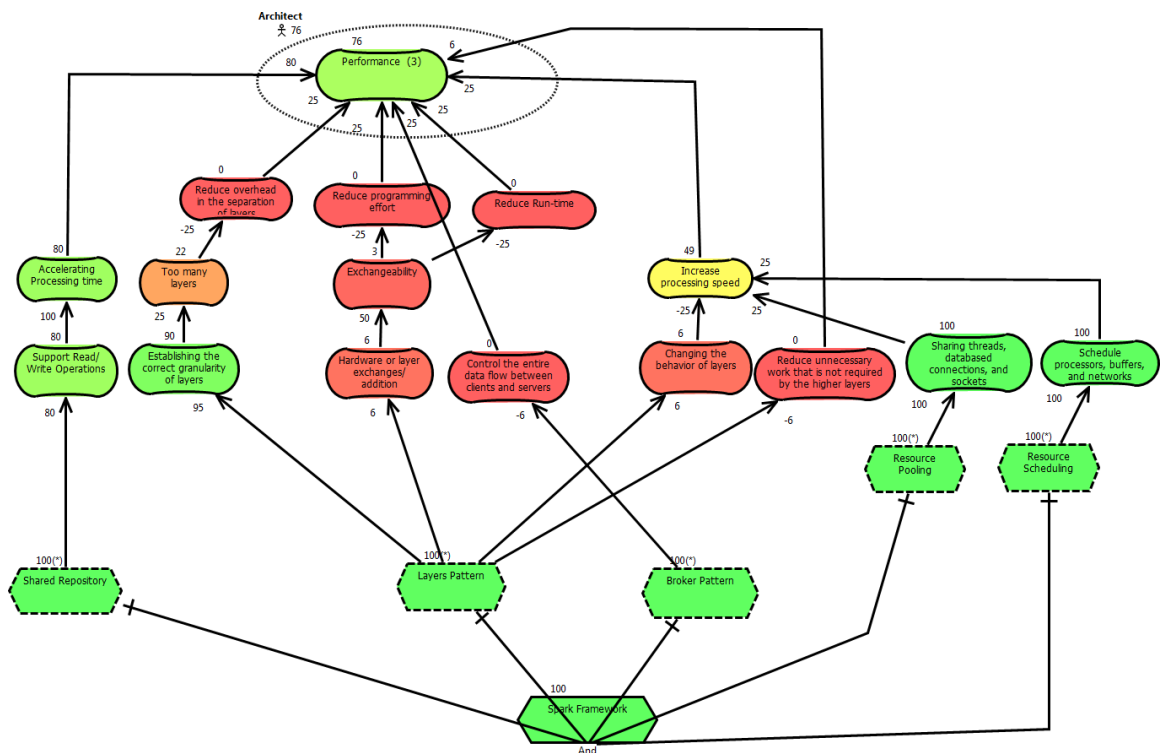 Architect
76
76
6
Performance (3)
80
25
25
25
25
25
25
0
0
0
Reduce overhead
in the separation
of layers
Reduce programming
effort
Reduce Run-time
-25
-25
-25
80
22
3
49
25
Accelerating
Processing time
Too many
layers
Exchangeability
Increase
processing speed
100
25
50
-25
25
80
90
6
0
6
0
100
100
Support Read/
Write Operations
Establishing the
correct granularity
of layers
Hardware or layer
exchanges/
addition
Control the entire
data flow between
clients and servers
Changing the
behavior of layers
Reduce unnecessary
work that is not
required by the higher
layers
Sharing threads,
databased
connections, and
sockets
Schedule
processors, buffers,
and networks
80
95
6
-6
6
-6
100
100
100(*)
100(*)
Resource
Pooling
Resource
Scheduling
100(*)
100(*)
100(*)
Shared Repository
Layers Pattern
Broker Pattern
100
Spark Framework
And